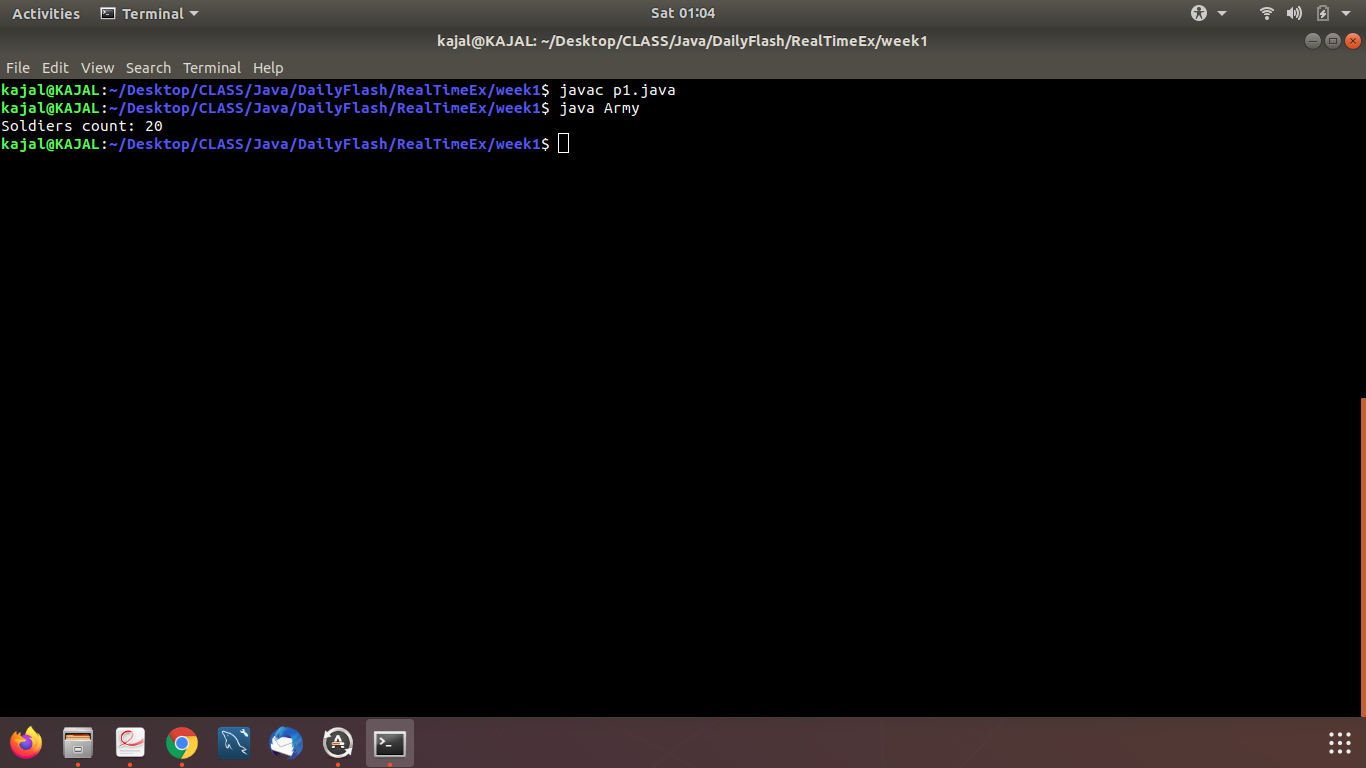 Activities Terminal Sat 01:04
kajal@KAJAL: ~/Desktop/CLASS/Java/DailyFlash/RealTimeEx/week1
File Edit View Search Terminal Help
kajal@KAJAL:~/Desktop/CLASS/Java/DailyFlash/RealTimeEx/week1$ javac p1.java
kajal@KAJAL:~/Desktop/CLASS/Java/DailyFlash/RealTimeEx/week1$ java Army
Soldiers count: 20
kajal@KAJAL:~/Desktop/CLASS/Java/DailyFlash/RealTimeEx/week1$